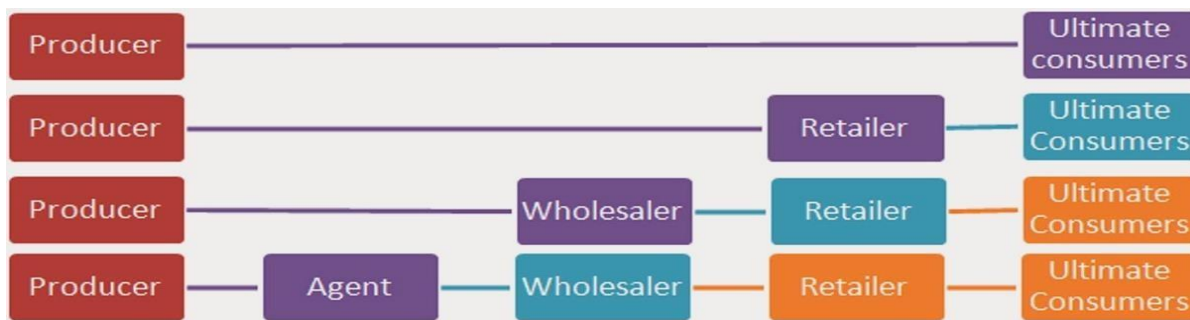 Producer
Ultimate
consumers
Producer
Retailer
Ultimate
Consumers
Producer
Wholesaler
Retailer
Ultimate
Consumers
Producer
Agent
Wholesaler
Retailer
Ultimate
Consumers